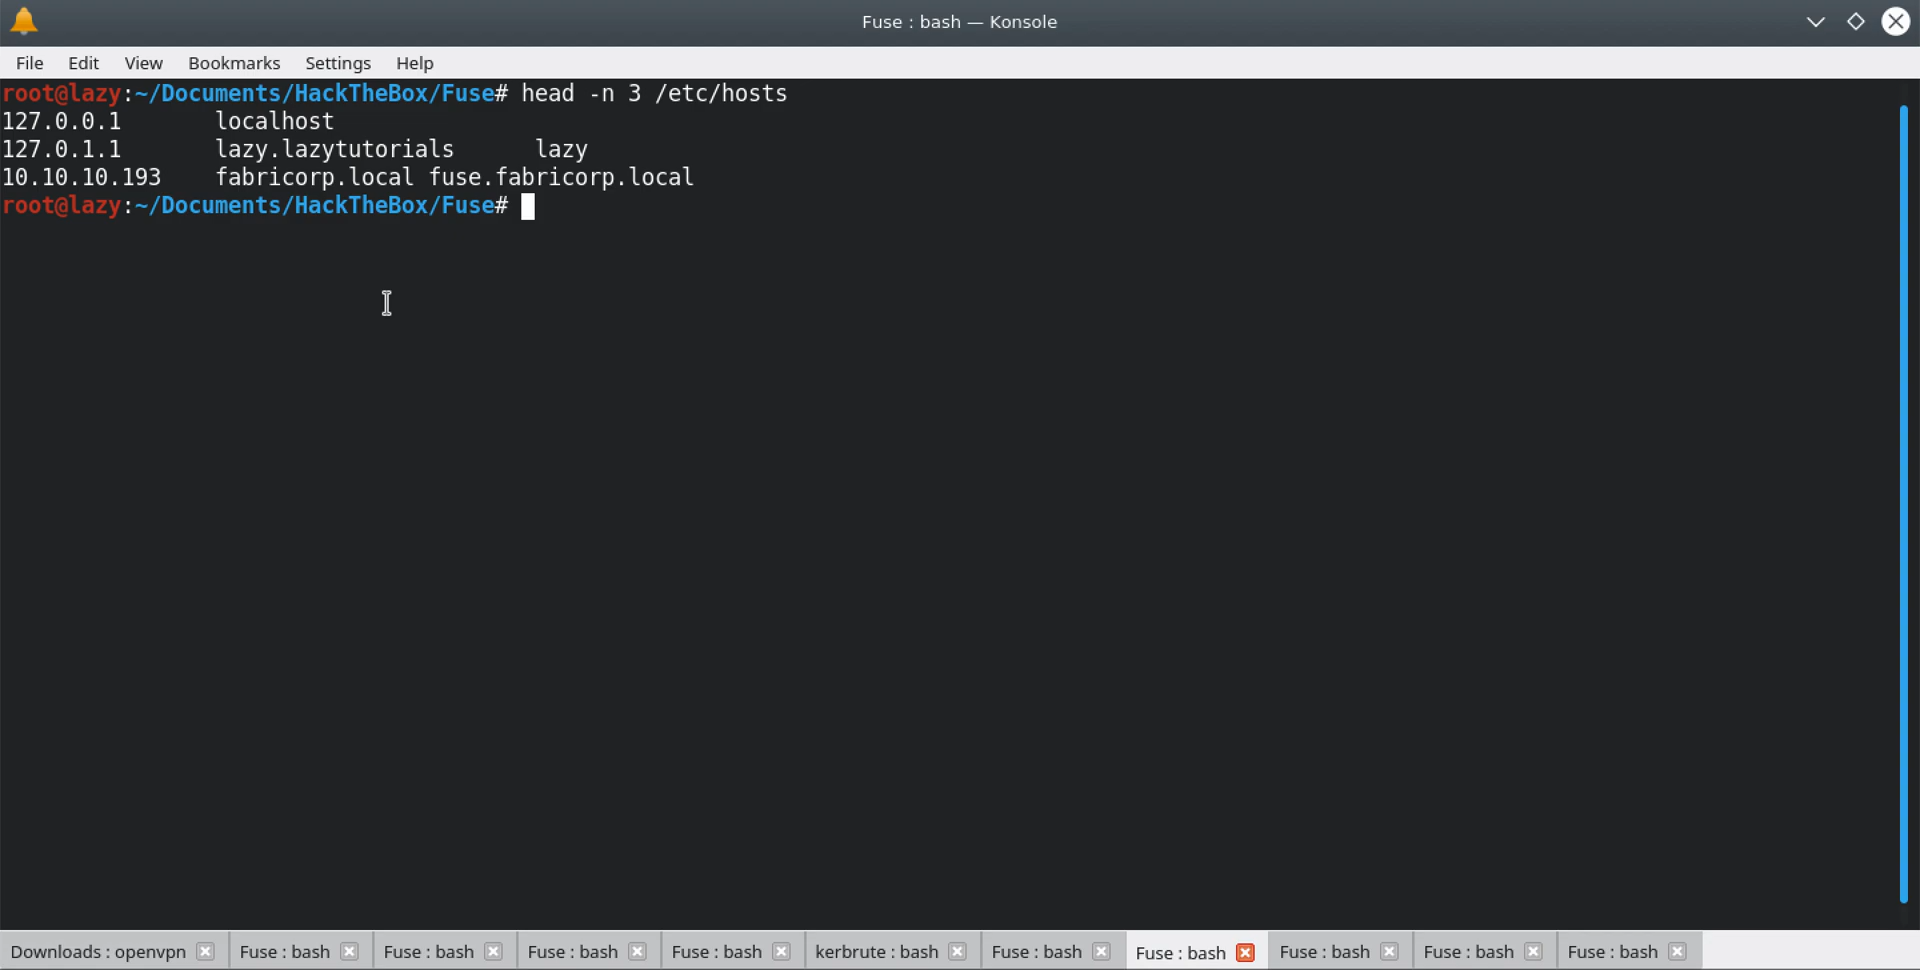 Fuse : bash — Konsole
File Edit View Bookmarks Settings Help
root@lazy:~/Documents/HackTheBox/Fuse# head -n 3 /etc/hosts
127.0.0.1 localhost
127.0.1.1 lazy.lazytutorials lazy
10.10.10.193 fabricorp.local fuse.fabricorp.local
root@lazy:~/Documents/HackTheBox/Fuse#
Downloads : openvpn Fuse : bash Fuse : bash Fuse : bash Fuse : bash kerbrute : bash Fuse : bash Fuse : bash Fuse : bash Fuse : bash Fuse : bash